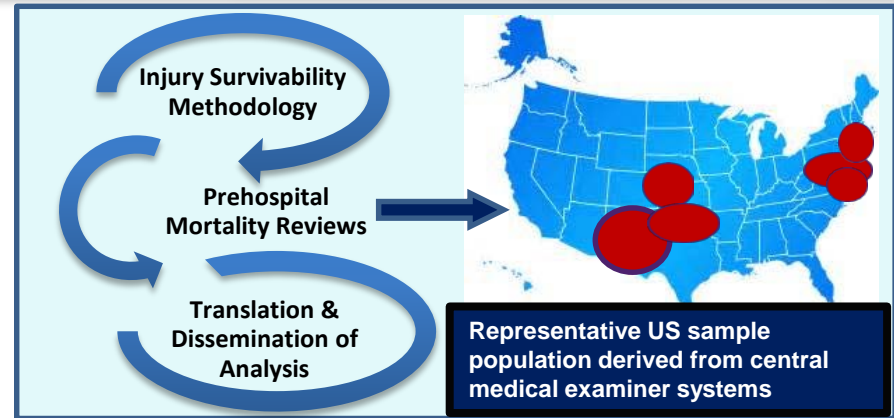 Injury Survivability
Methodology
Prehospital
Mortality Reviews
Translation &
Dissemination of
Analysis
Representative US sample
population derived from central
medical examiner systems